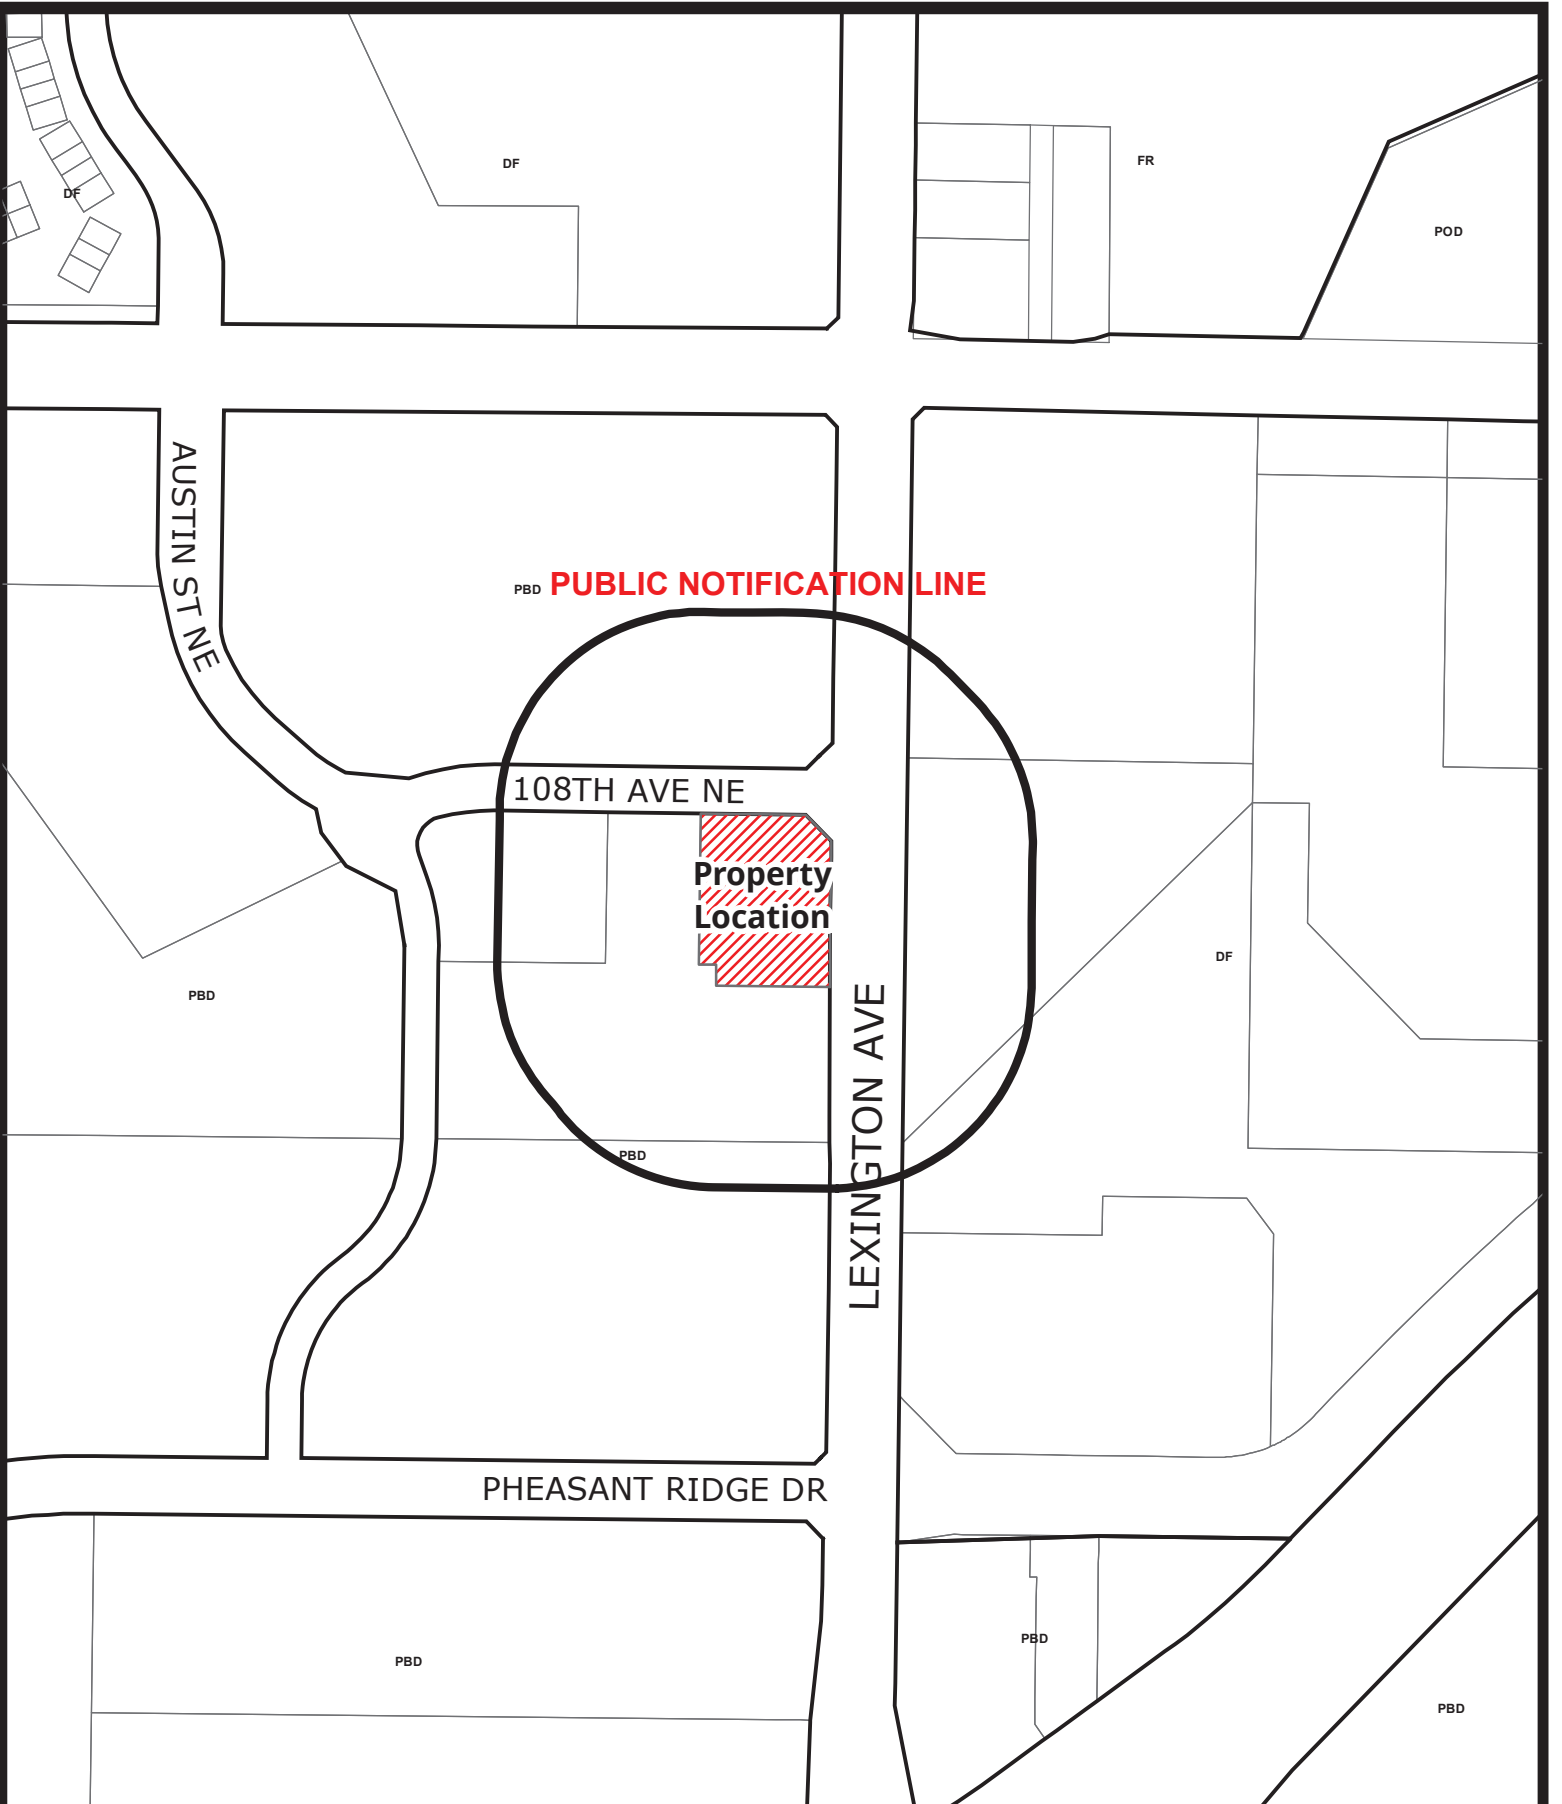 DF
FR
DF
POD
AUSTIN ST NE
PBD
PUBLIC NOTIFICATION LINE
108TH AVE NE
Property
Location
DF
PBD
LEXINGTON AVE
PBD
PHEASANT RIDGE DR
PBD
PBD
PBD